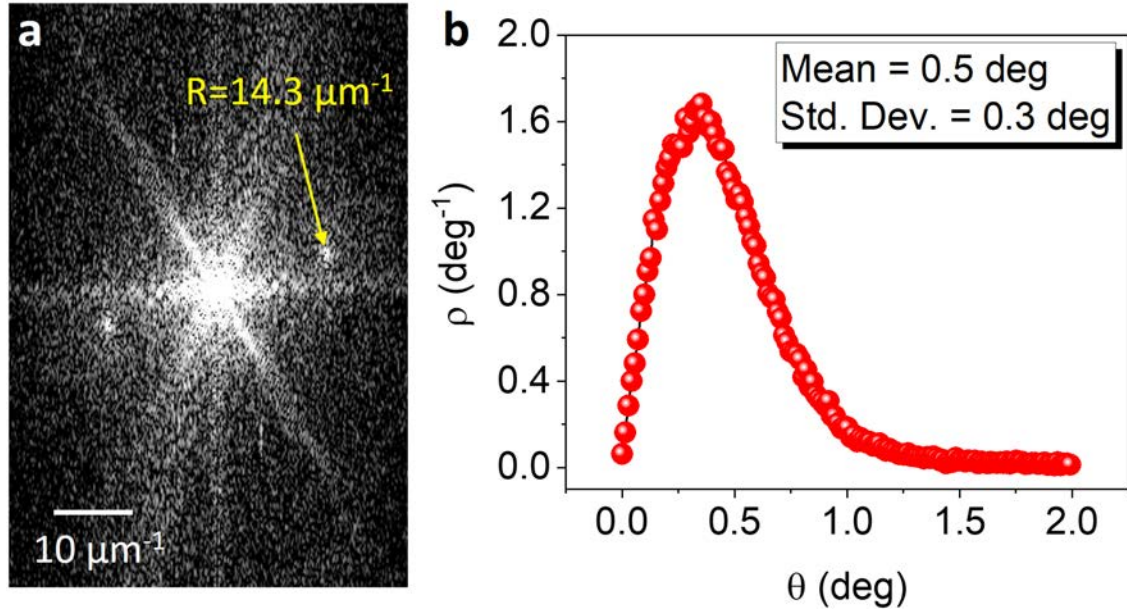 a
R=14.3 μm⁻¹
10 μm⁻¹
b
2.0
1.6
1.2
0.8
0.4
0.0
ρ (deg⁻¹)
Mean = 0.5 deg
Std. Dev. = 0.3 deg
0.0 0.5 1.0 1.5 2.0
θ (deg)